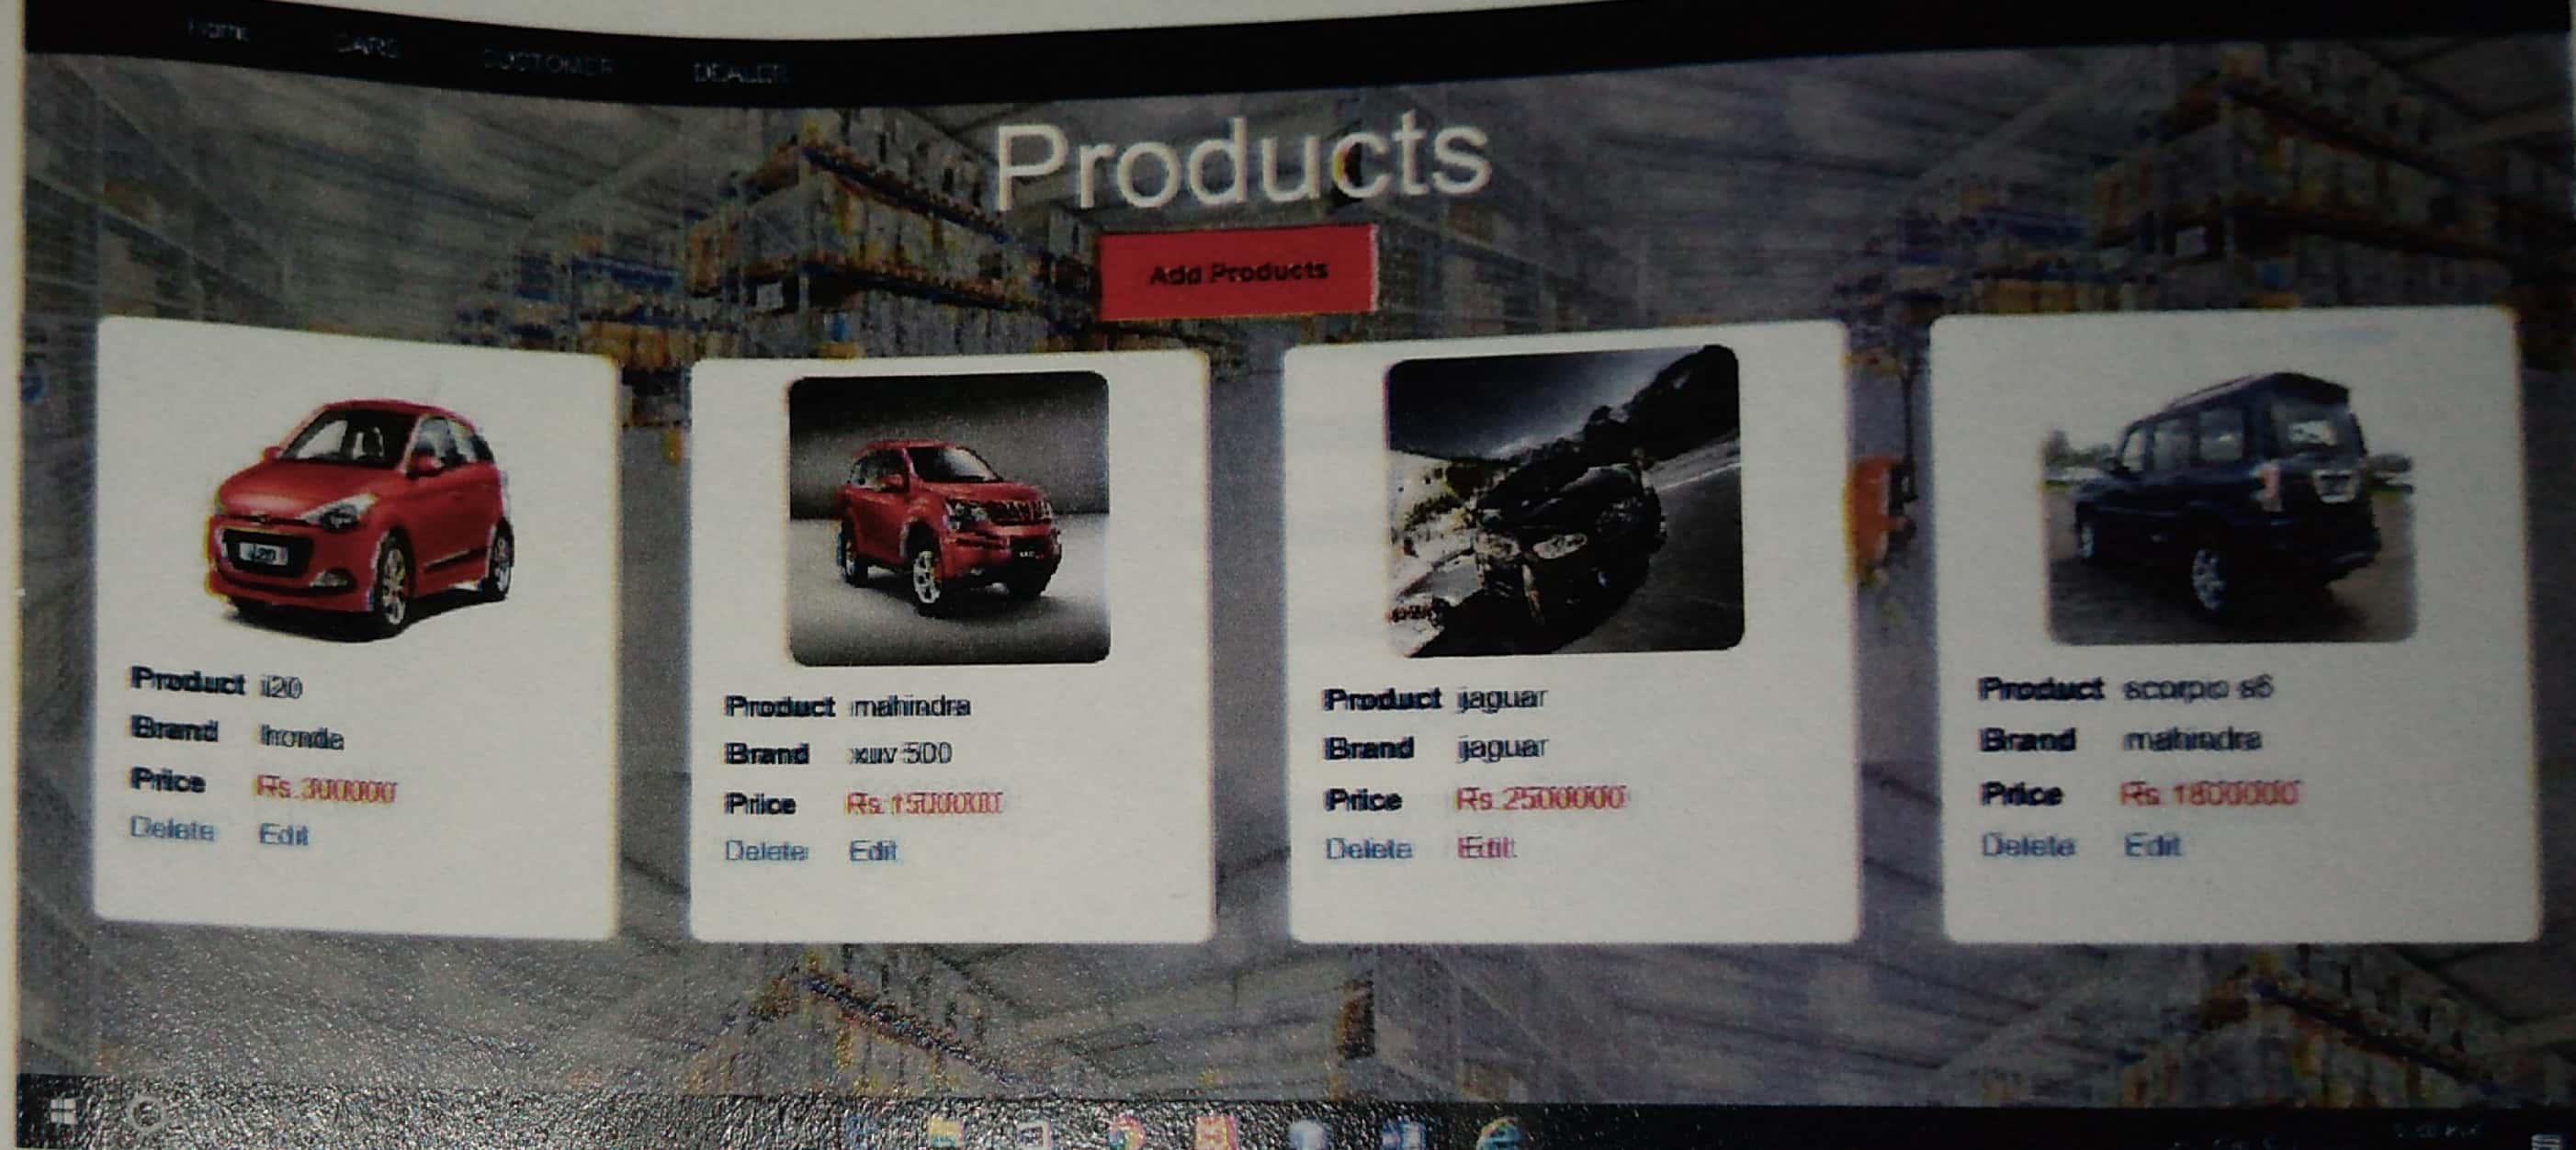 Home CARS CUSTOMER DEALER
Products
Add Products
i20
Product i20
Brand honda
Price Rs.300000
Delete Edit
Product mahindra
Brand xuv 500
Price Rs.1500000
Delete Edit
Product jaguar
Brand jaguar
Price Rs.2500000
Delete Edit
Product scorpio s6
Brand mahindra
Price Rs.1800000
Delete Edit